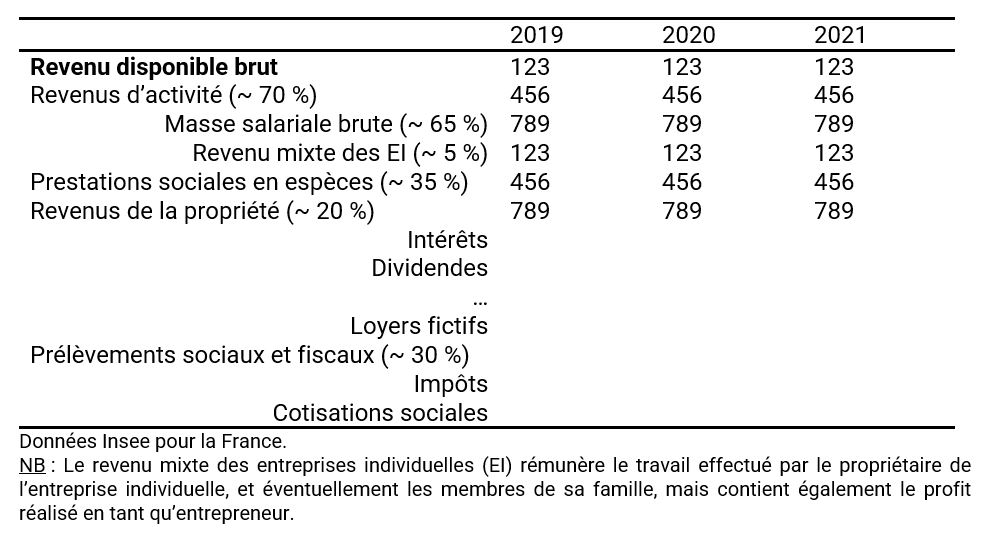 2019 2020 2021
Revenu disponible brut 123 123 123
Revenus d’activité (~ 70 %) 456 456 456
Masse salariale brute (~ 65 %) 789 789 789
Revenu mixte des EI (~ 5 %) 123 123 123
Prestations sociales en espèces (~ 35 %) 456 456 456
Revenus de la propriété (~ 20 %) 789 789 789
Intérêts
Dividendes
…
Loyers fictifs
Prélèvements sociaux et fiscaux (~ 30 %)
Impôts
Cotisations sociales
Données Insee pour la France.
NB : Le revenu mixte des entreprises individuelles (EI) rémunère le travail effectué par le propriétaire de
l’entreprise individuelle, et éventuellement les membres de sa famille, mais contient également le profit
réalisé en tant qu’entrepreneur.